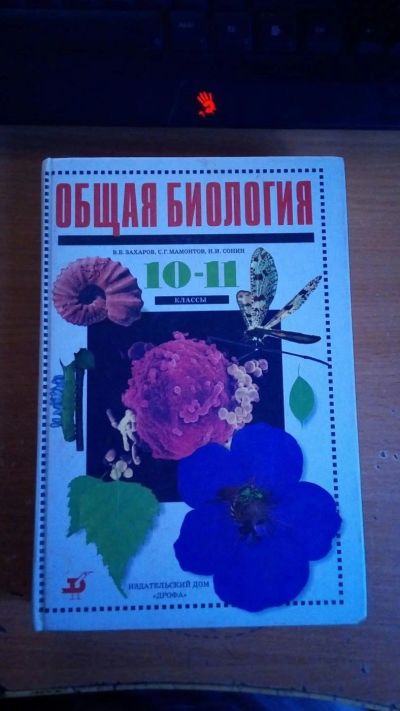 ОБЩАЯ БИОЛОГИЯ
В.Б. ЗАХАРОВ, С.Г. МАМОНТОВ, Н.И. СОНИН
10-11
КЛАССЫ
ИЗДАТЕЛЬСКИЙ ДОМ
«ДРОФА»